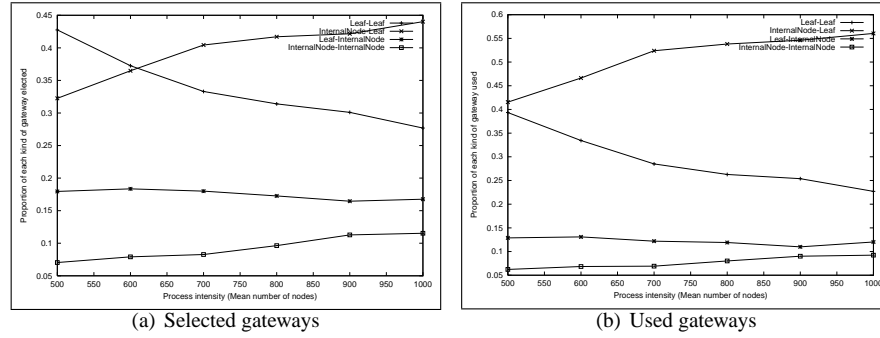 Proportion of each kind of gateway elected
0.45
0.4
0.35
0.3
0.25
0.2
0.15
0.1
0.05
500 550 600 650 700 750 800 850 900 950 1000
Process intensity (Mean number of nodes)
Leaf-Leaf
InternalNode-Leaf
Leaf-InternalNode
InternalNode-InternalNode
(a) Selected gateways
Proportion of each kind of gateway used
0.6
0.55
0.5
0.45
0.4
0.35
0.3
0.25
0.2
0.15
0.1
0.05
500 550 600 650 700 750 800 850 900 950 1000
Process intensity (Mean number of nodes)
Leaf-Leaf
InternalNode-Leaf
Leaf-InternalNode
InternalNode-InternalNode
(b) Used gateways